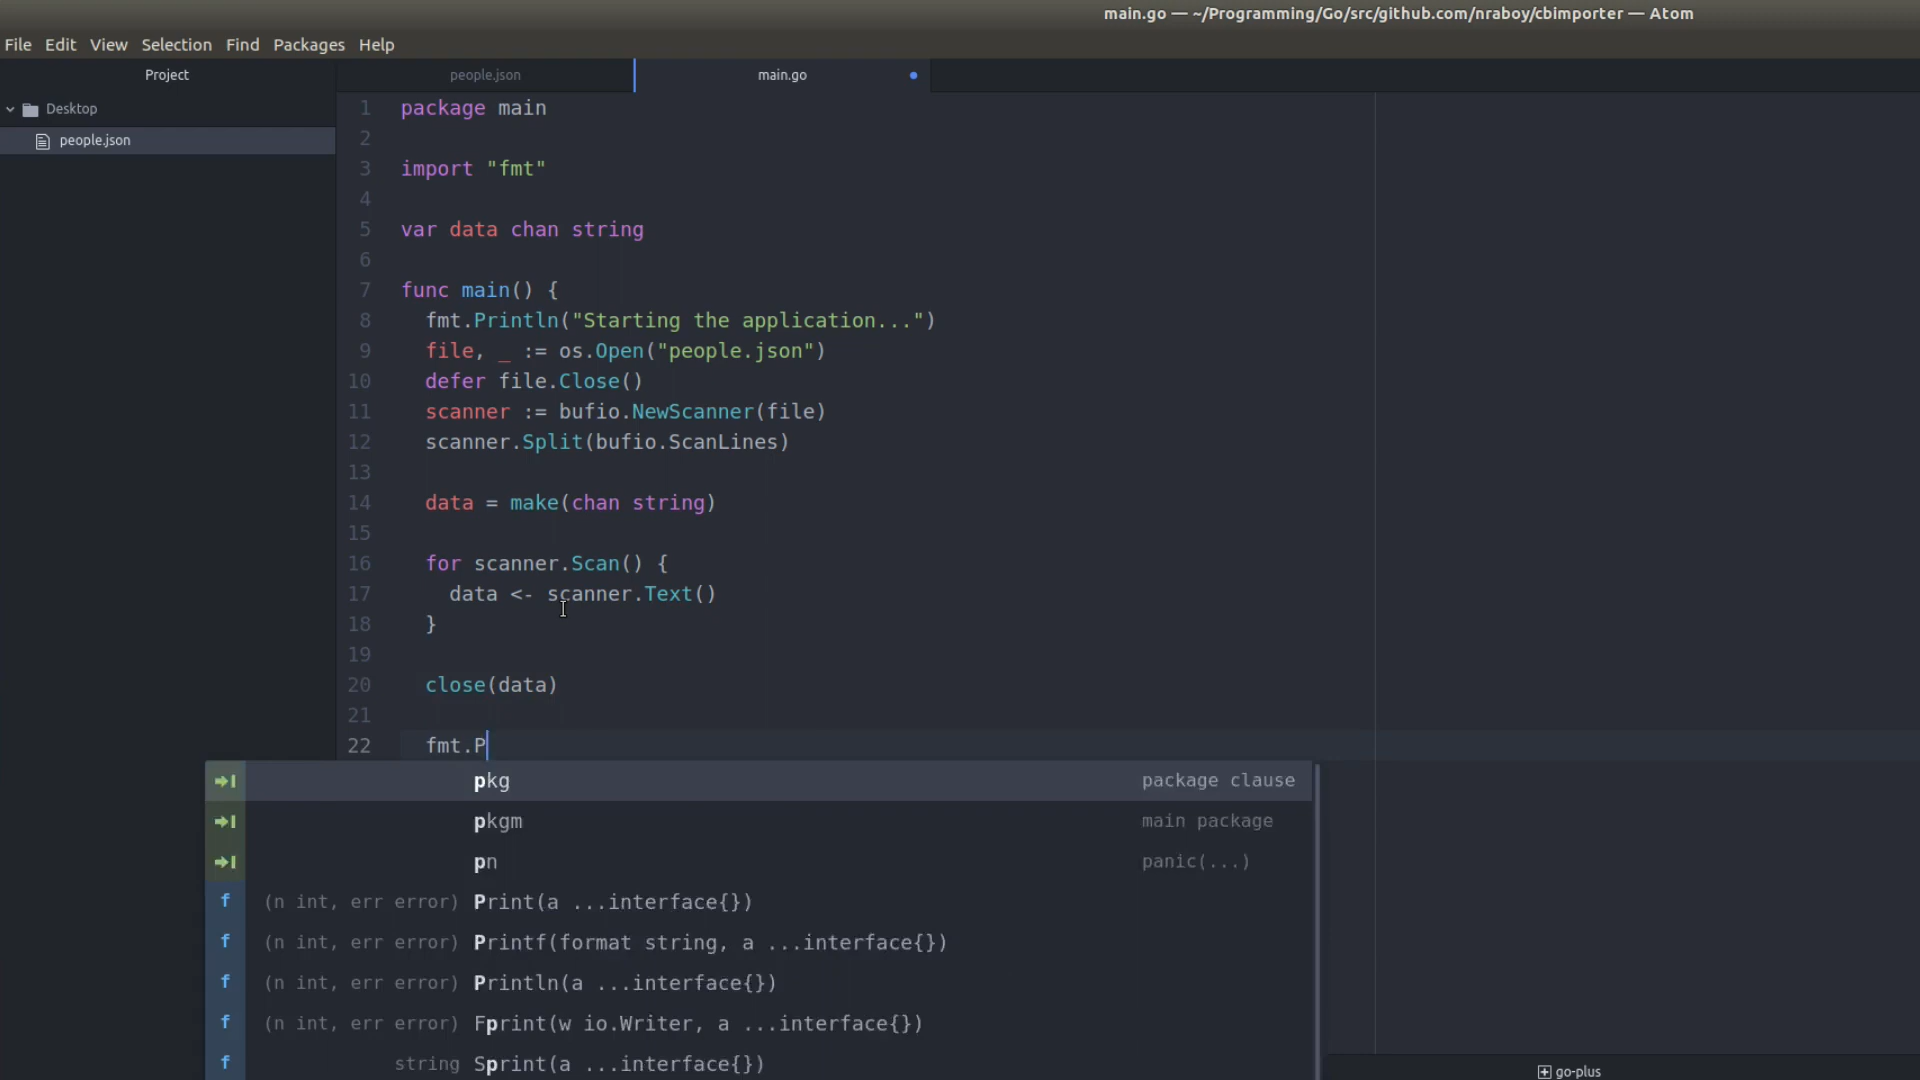 main.go — ~/Programming/Go/src/github.com/nraboy/cbimporter — Atom
File Edit View Selection Find Packages Help
Project
people.json
main.go
Desktop
people.json
1 package main
2
3 import "fmt"
4
5 var data chan string
6
7 func main() {
8 fmt.Println("Starting the application...")
9 file, _ := os.Open("people.json")
10 defer file.Close()
11 scanner := bufio.NewScanner(file)
12 scanner.Split(bufio.ScanLines)
13
14 data = make(chan string)
15
16 for scanner.Scan() {
17 data <- scanner.Text()
18 }
19
20 close(data)
21
22 fmt.P
pkg package clause
pkgm main package
pn panic(...)
f (n int, err error) Print(a ...interface{})
f (n int, err error) Printf(format string, a ...interface{})
f (n int, err error) Println(a ...interface{})
f (n int, err error) Fprint(w io.Writer, a ...interface{})
f string Sprint(a ...interface{})
go-plus